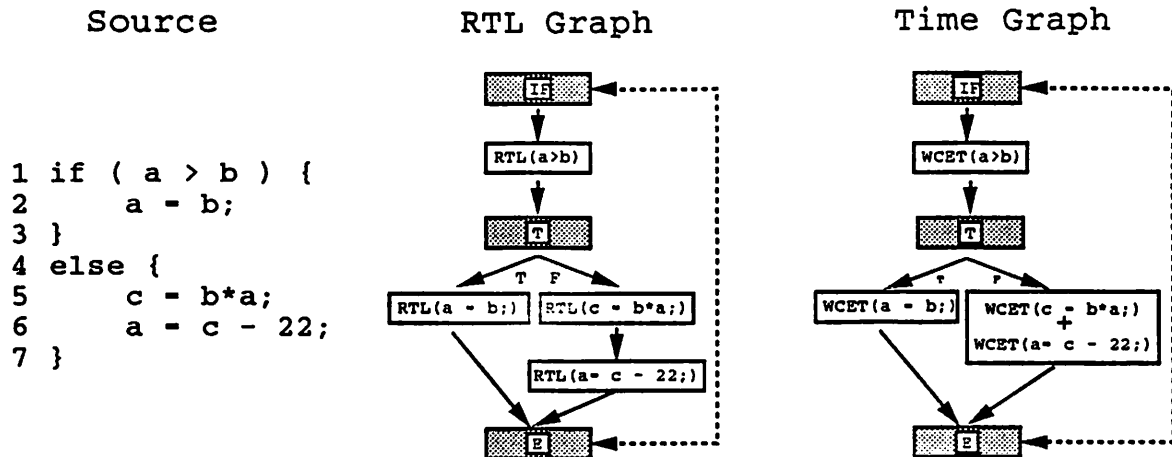 Source
RTL Graph
Time Graph
1 if ( a > b ) {
2 a = b;
3 }
4 else {
5 c = b*a;
6 a = c - 22;
7 }
IF
RTL(a>b)
T
T F
RTL(a = b;)
RTL(c = b*a;)
RTL(a= c - 22;)
E
IF
WCET(a>b)
T
T F
WCET(a = b;)
WCET(c = b*a;)
+
WCET(a= c - 22;)
E